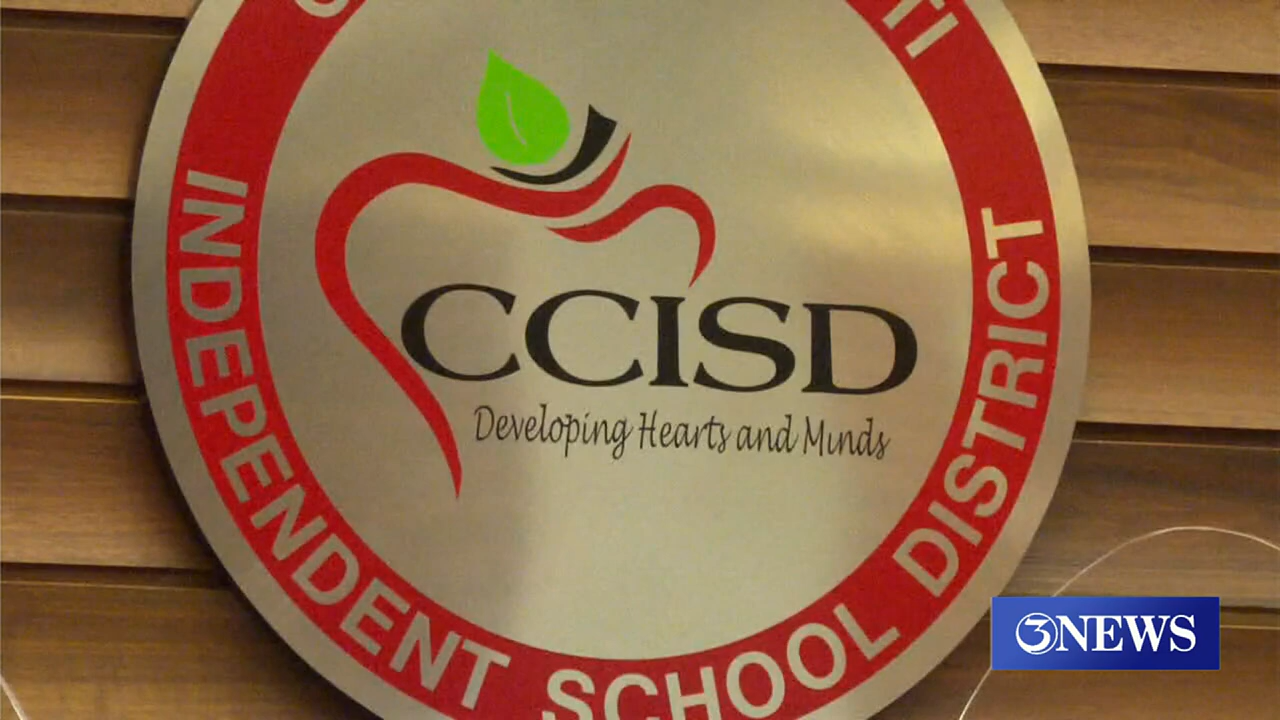 INDEPENDENT SCHOOL DISTRICT
CCISD
Developing Hearts and Minds
3NEWS